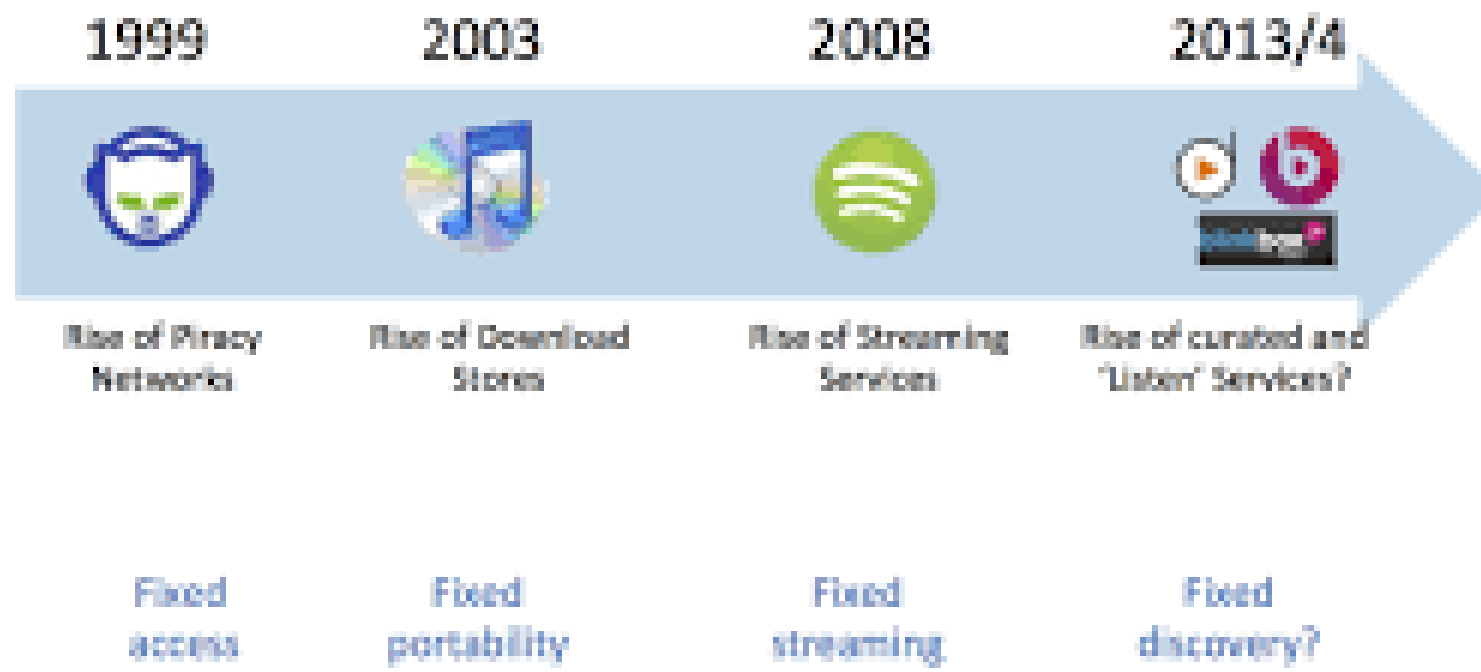 1999 2003 2008 2013/4
Rise of Piracy Rise of Download Rise of Streaming Rise of curated and
Networks Stores Services 'Listen' Services?
Fixed Fixed Fixed Fixed
access portability streaming discovery?